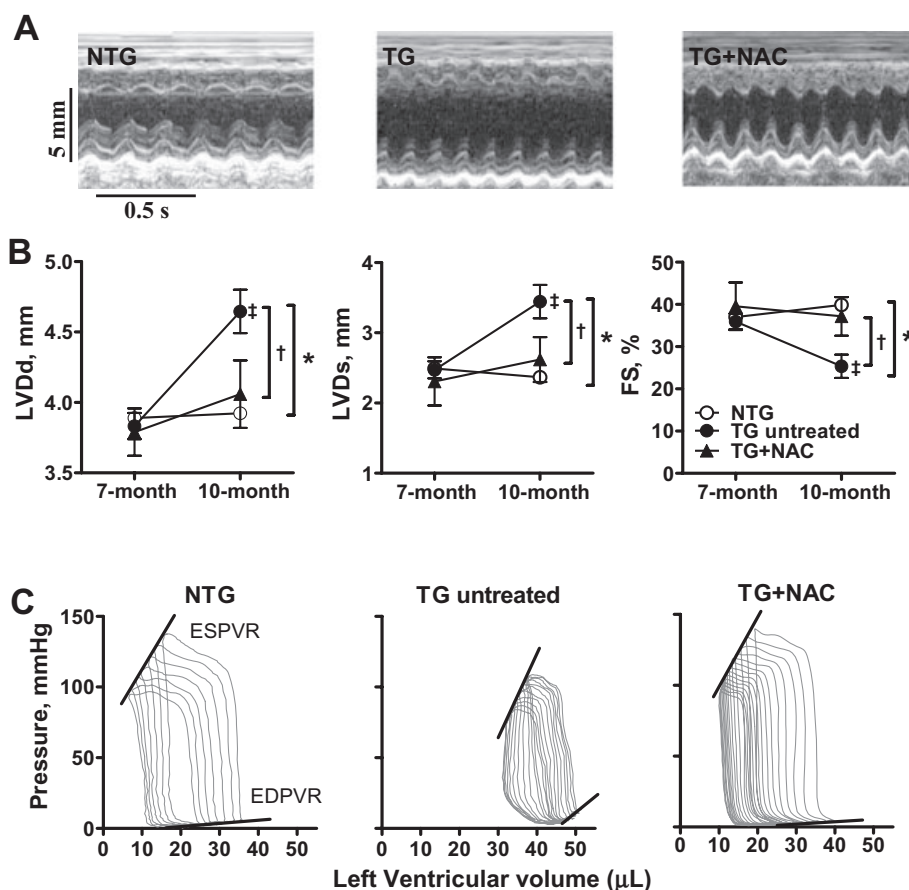 A
NTG
TG
TG+NAC
5 mm
0.5 s
B
LVDd, mm
5.0
4.5
4.0
3.5
7-month
10-month
‡
†
*
LVDs, mm
4
3
2
1
7-month
10-month
‡
†
*
FS, %
50
40
30
20
10
0
7-month
10-month
‡
†
*
NTG
TG untreated
TG+NAC
C
NTG
TG untreated
TG+NAC
Pressure, mmHg
150
100
50
0
ESPVR
EDPVR
0 10 20 30 40 50
0 10 20 30 40 50
0 10 20 30 40 50
Left Ventricular volume (μL)